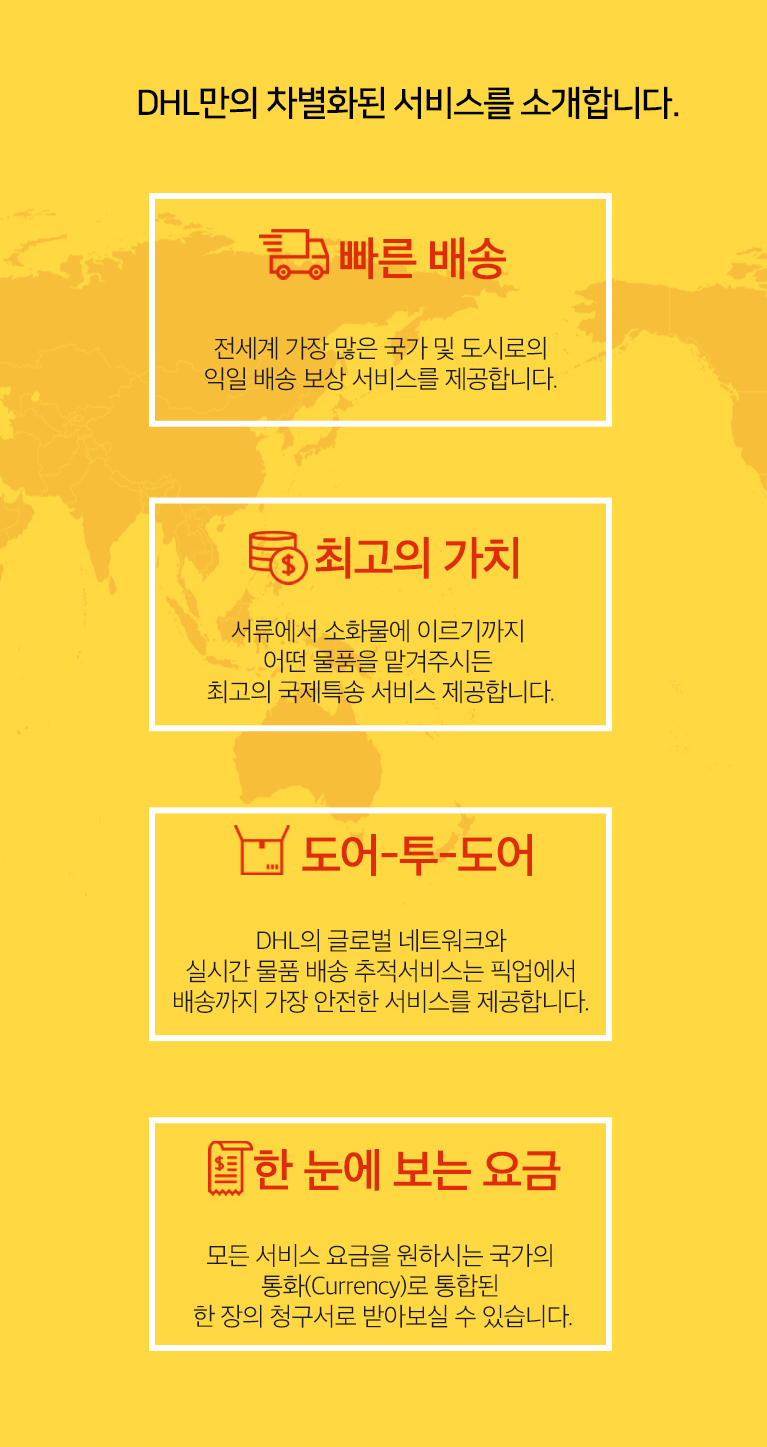 DHL만의 차별화된 서비스를 소개합니다.
빠른 배송
전세계 가장 많은 국가 및 도시로의
익일 배송 보상 서비스를 제공합니다.
$ 최고의 가치
서류에서 소화물에 이르기까지
어떤 물품을 맡겨주시든
최고의 국제특송 서비스 제공합니다.
도어-투-도어
DHL의 글로벌 네트워크와
실시간 물품 배송 추적서비스는 픽업에서
배송까지 가장 안전한 서비스를 제공합니다.
$ 한 눈에 보는 요금
모든 서비스 요금을 원하시는 국가의
통화(Currency)로 통합된
한 장의 청구서로 받아보실 수 있습니다.